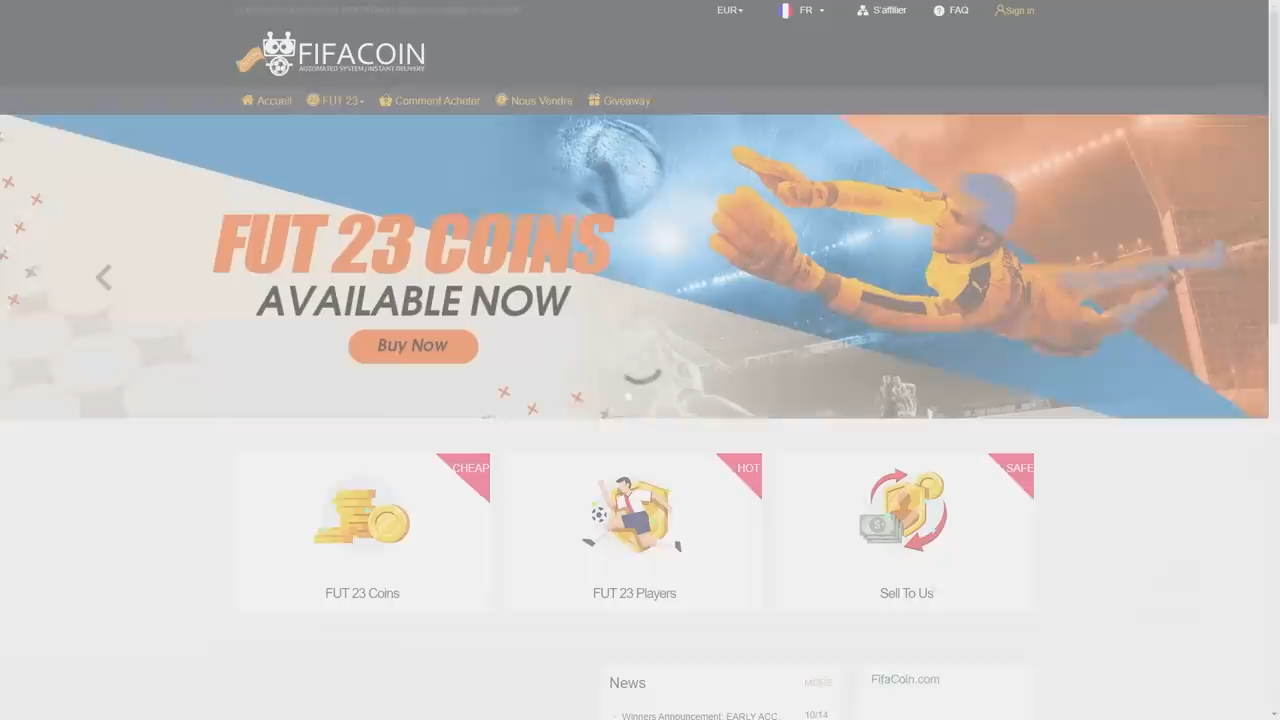 EUR
FR
S'affilier
FAQ
Sign in
FIFACOIN
AUTOMATED SYSTEM / INSTANT DELIVERY
Accueil
FUT 23
Comment Acheter
Nous Vendre
Giveaway
FUT 23 COINS
AVAILABLE NOW
Buy Now
CHEAP
HOT
SAFE
FUT 23 Coins
FUT 23 Players
Sell To Us
News
MORE
FifaCoin.com
Winners Announcement: EARLY ACC.
10/14